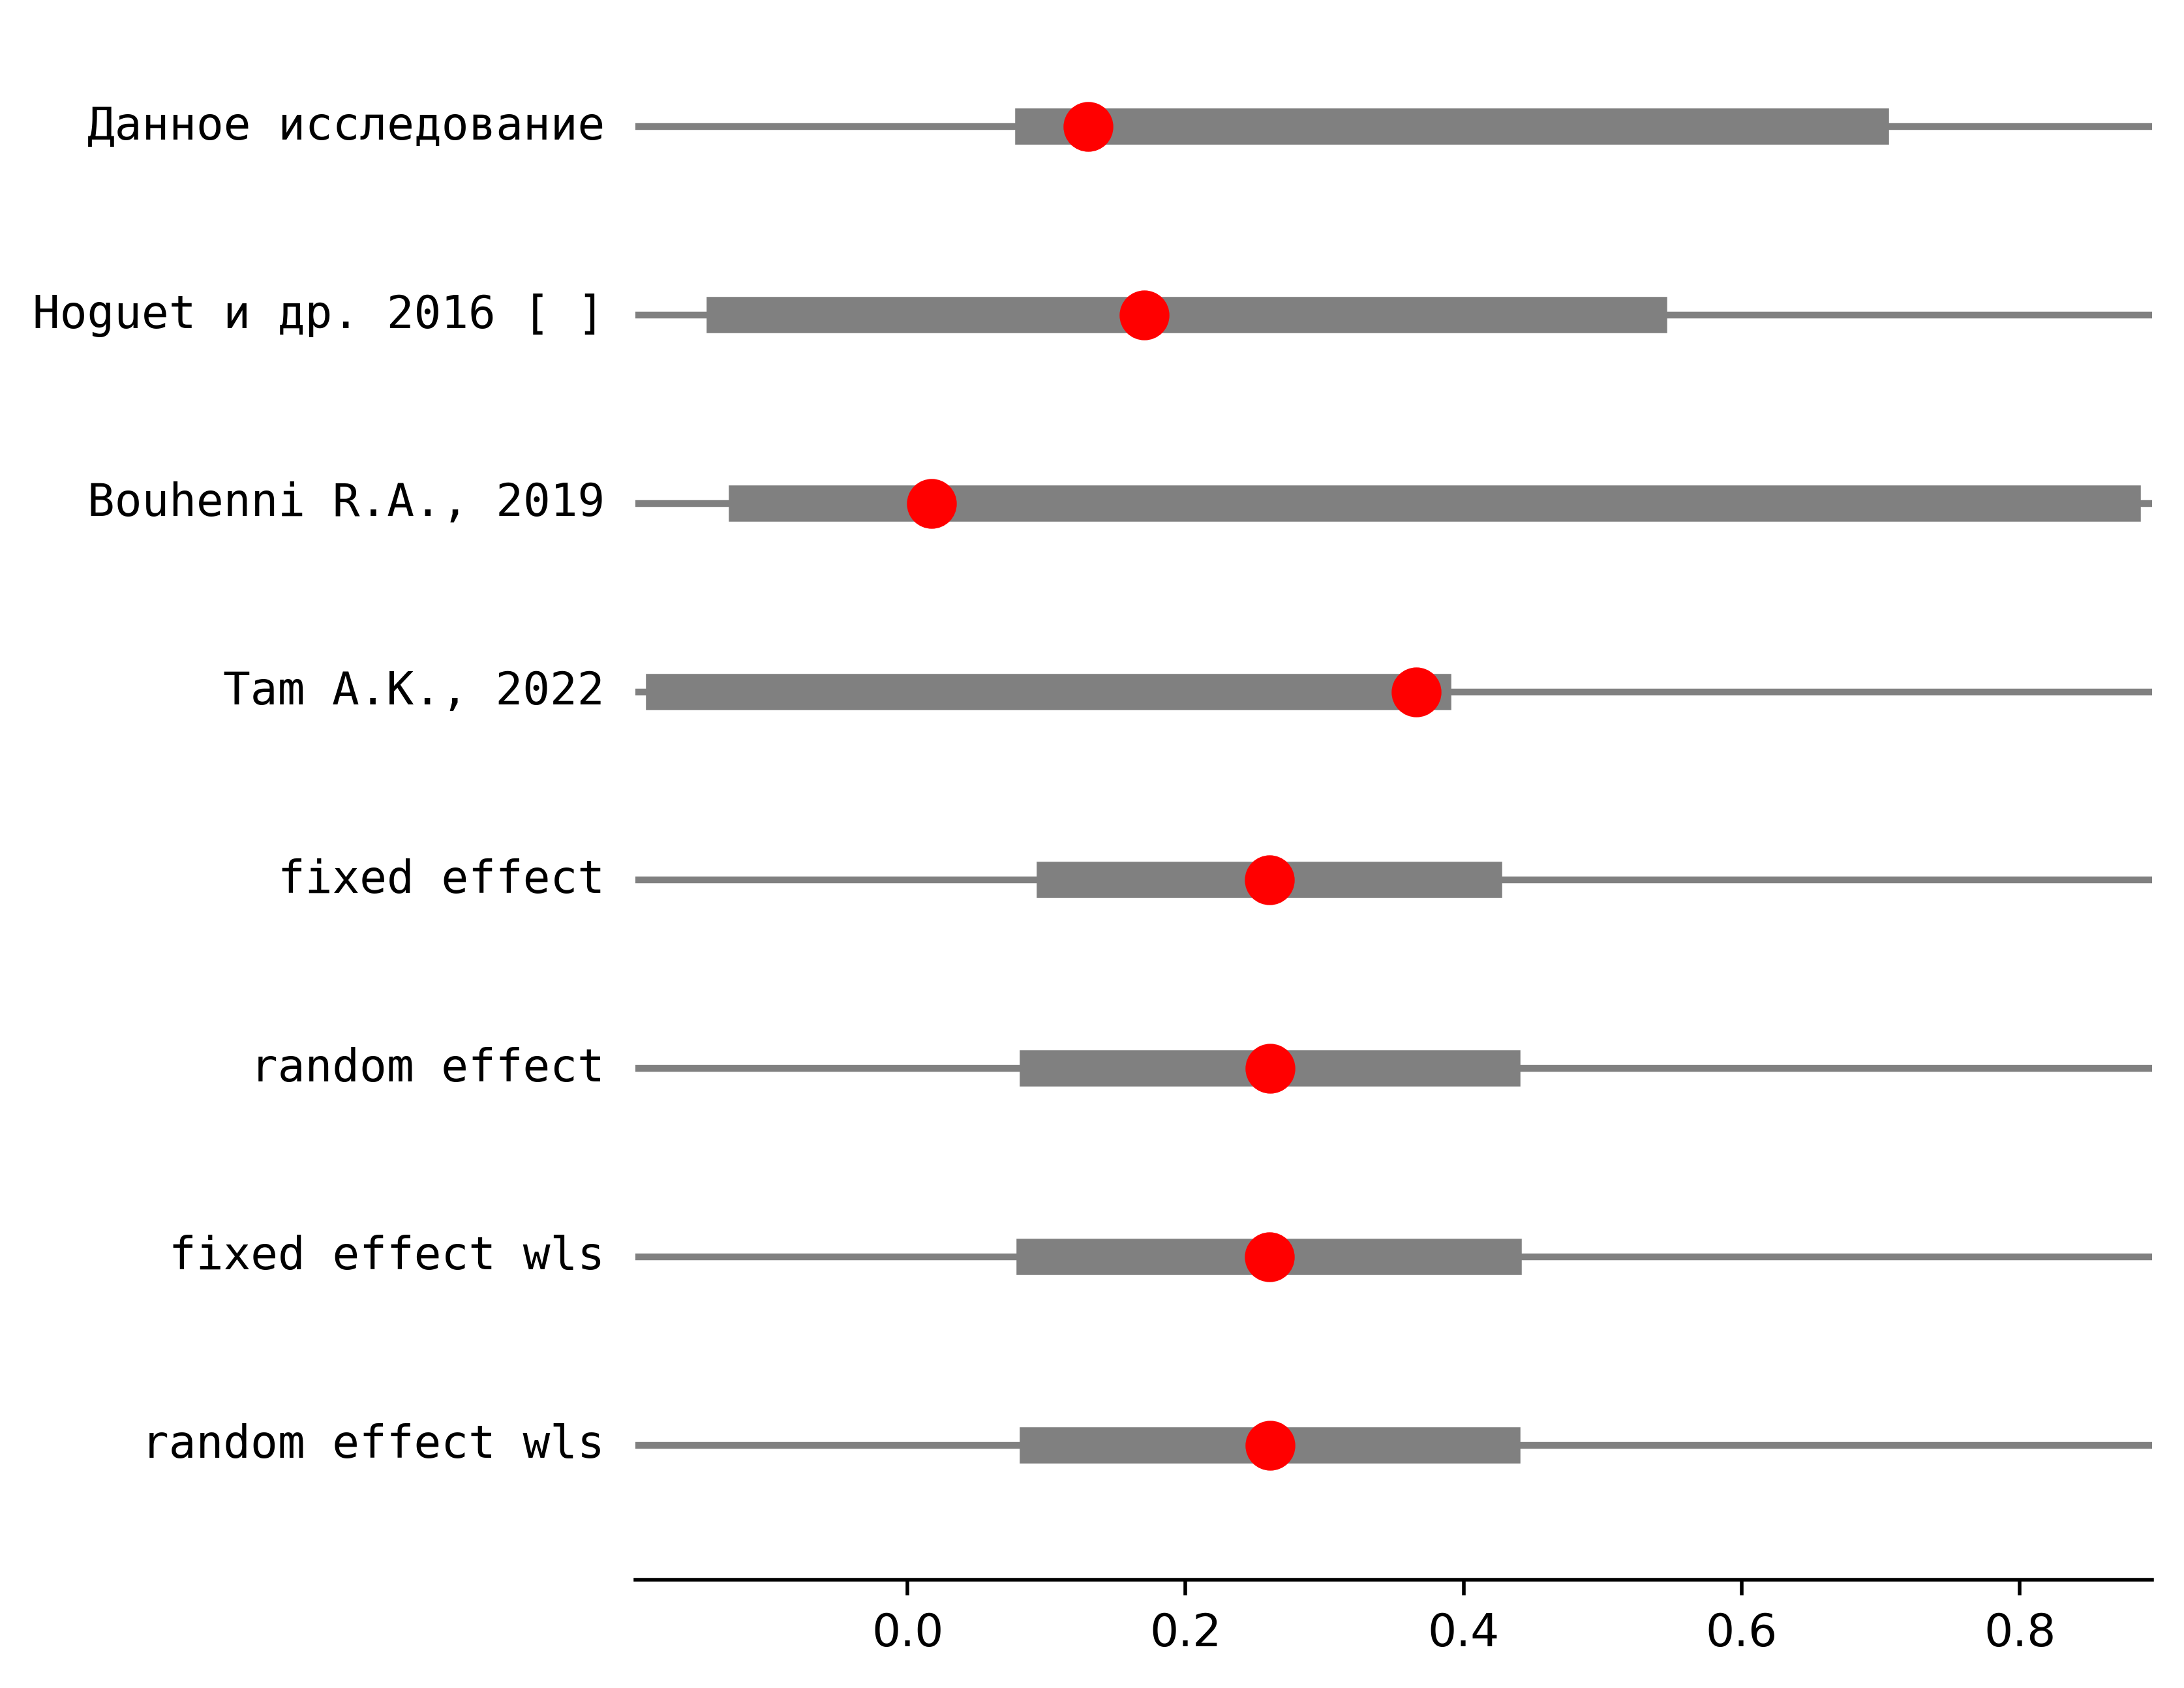 Данное исследование
Hoguet и др. 2016 [ ]
Bouhenni R.A., 2019
Tam A.K., 2022
fixed effect
random effect
fixed effect wls
random effect wls
0.0 0.2 0.4 0.6 0.8